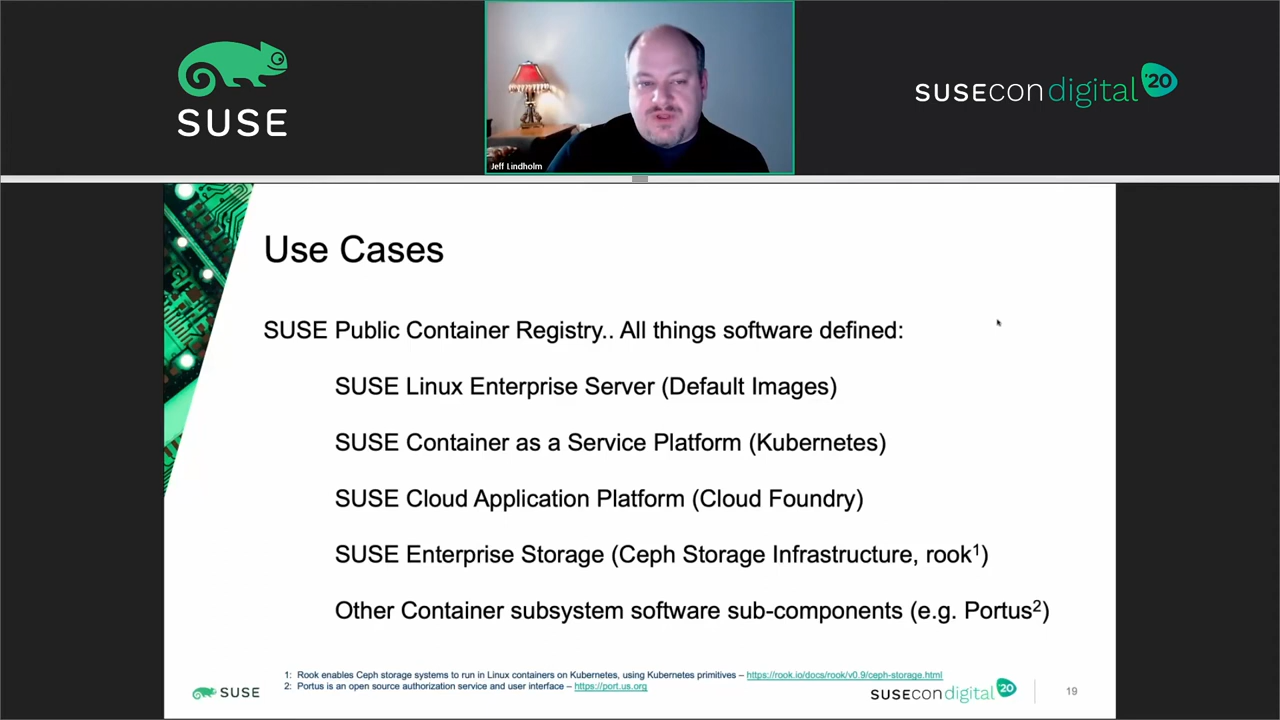 SUSE
Jeff Lindholm
SUSECON digital '20
Use Cases
SUSE Public Container Registry.. All things software defined:
SUSE Linux Enterprise Server (Default Images)
SUSE Container as a Service Platform (Kubernetes)
SUSE Cloud Application Platform (Cloud Foundry)
SUSE Enterprise Storage (Ceph Storage Infrastructure, rook¹)
Other Container subsystem software sub-components (e.g. Portus²)
1: Rook enables Ceph storage systems to run in Linux containers on Kubernetes, using Kubernetes primitives – https://rook.io/docs/rook/v0.9/ceph-storage.html
2: Portus is an open source authorization service and user interface – https://port.us.org
SUSE
SUSECON digital '20
19